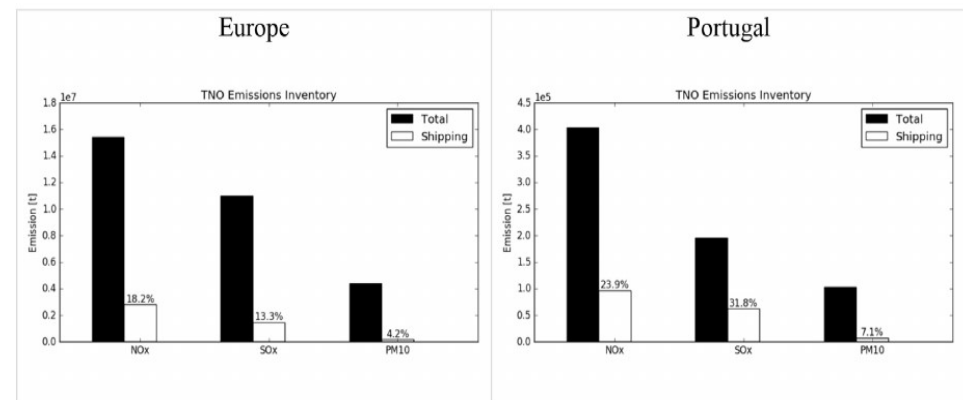 Europe
TNO Emissions Inventory
1e7
Emission [t]
1.8
1.6
1.4
1.2
1.0
0.8
0.6
0.4
0.2
0.0
Total
Shipping
18.2%
13.3%
4.2%
NOx SOx PM10
Portugal
TNO Emissions Inventory
1e5
Emission [t]
4.5
4.0
3.5
3.0
2.5
2.0
1.5
1.0
0.5
0.0
Total
Shipping
23.9%
31.8%
7.1%
NOx SOx PM10